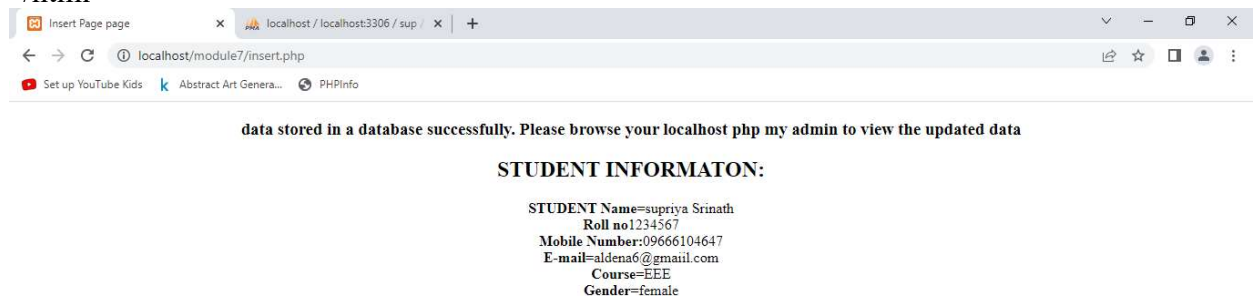 /html
Insert Page page
localhost / localhost:3306 / sup /
localhost/module7/insert.php
Set up YouTube Kids Abstract Art Genera... PHPInfo
data stored in a database successfully. Please browse your localhost php my admin to view the updated data
STUDENT INFORMATON:
STUDENT Name=supriya Srinath
Roll no1234567
Mobile Number:09666104647
E-mail=aldena6@gmaiil.com
Course=EEE
Gender=female